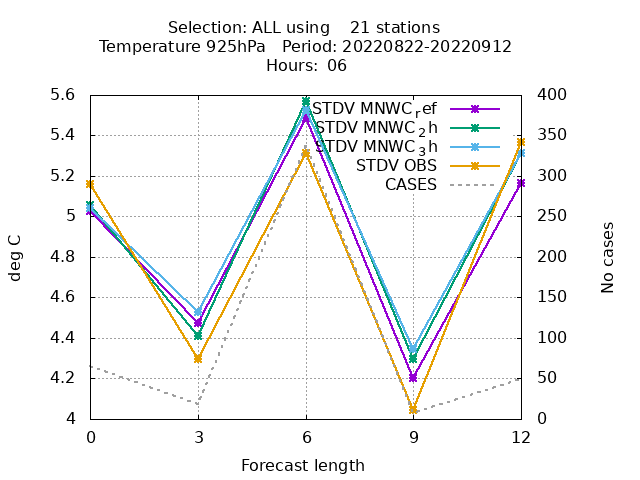 Selection: ALL using 21 stations
Temperature 925hPa Period: 20220822-20220912
Hours: 06
5.6
5.4
5.2
5
4.8
4.6
4.4
4.2
4
400
350
300
250
200
150
100
50
0
STDV MNWC_ref
STDV MNWC_2h
STDV MNWC_3h
STDV OBS
CASES
deg C
No cases
0 3 6 9 12
Forecast length